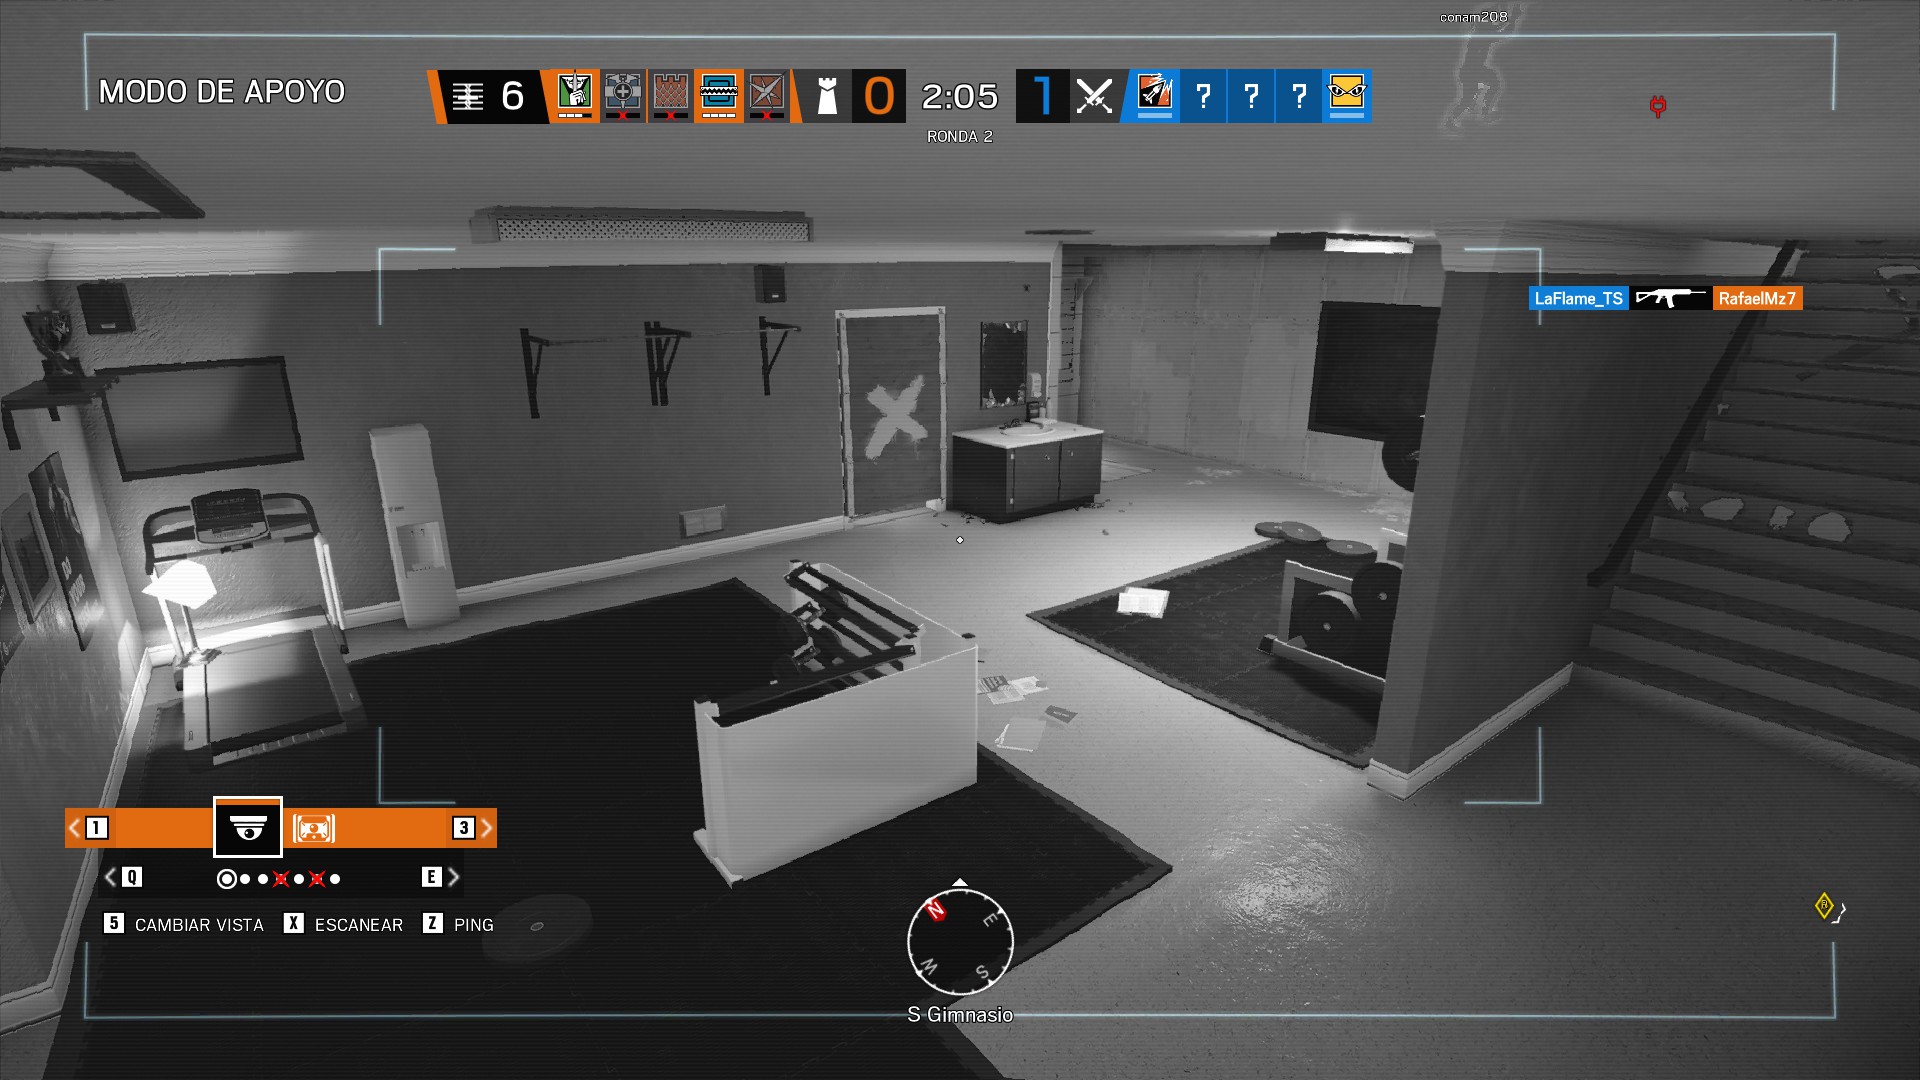 conam208
MODO DE APOYO
6
0
2:05
1
? ? ?
RONDA 2
LaFlame_TS RafaelMz7
1
3
Q
E
5 CAMBIAR VISTA X ESCANEAR Z PING
N
E
W
S
S Gimnasio